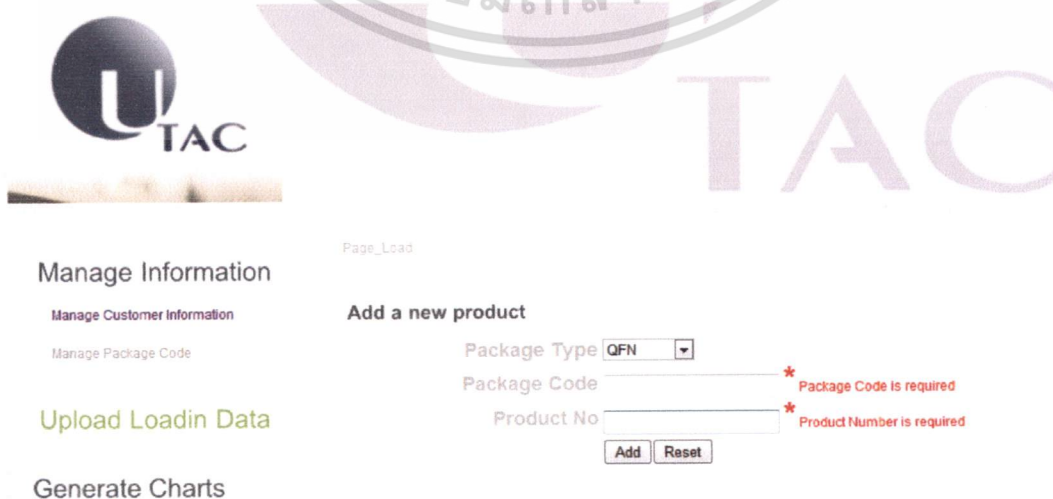 UTAC
TAC
Page_Load
Manage Information
Manage Customer Information
Manage Package Code
Upload Loadin Data
Generate Charts
Add a new product
Package Type QFN
Package Code * Package Code is required
Product No * Product Number is required
Add Reset